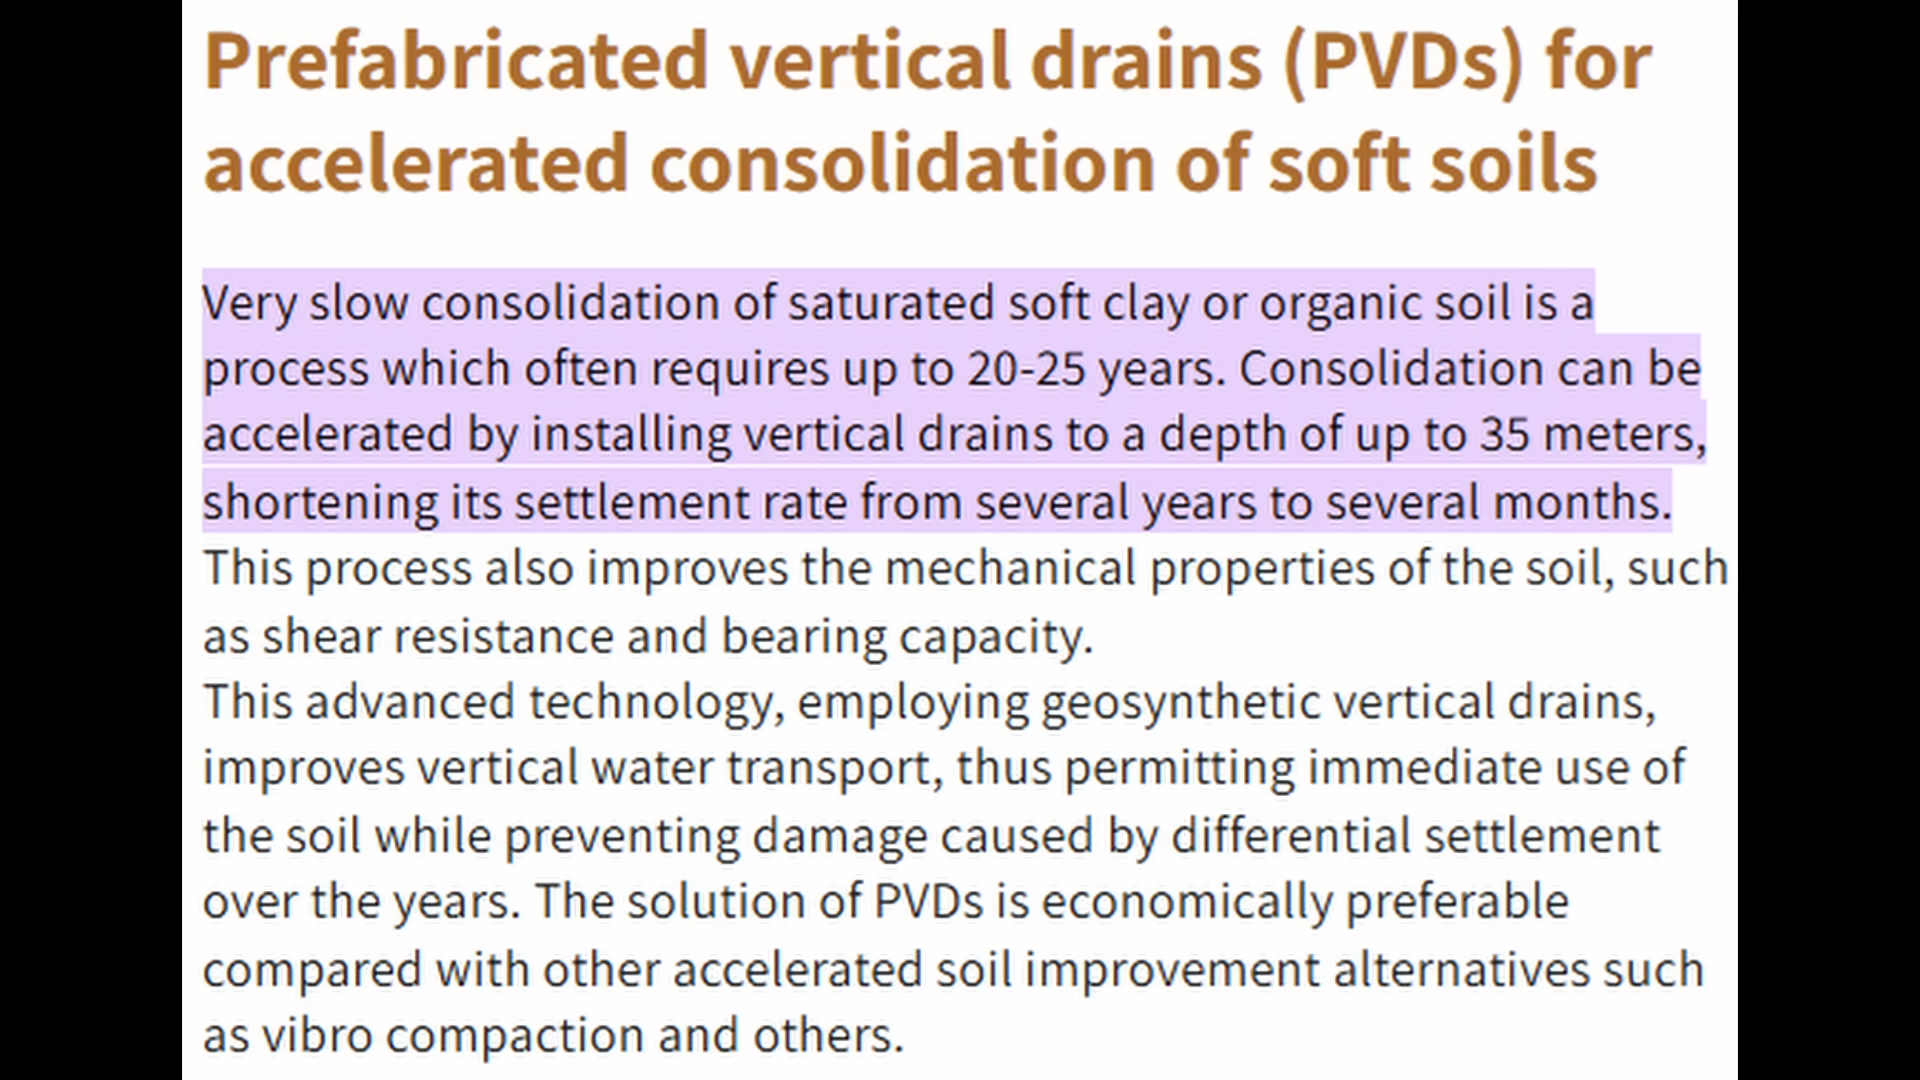 Prefabricated vertical drains (PVDs) for
accelerated consolidation of soft soils
Very slow consolidation of saturated soft clay or organic soil is a
process which often requires up to 20-25 years. Consolidation can be
accelerated by installing vertical drains to a depth of up to 35 meters,
shortening its settlement rate from several years to several months.
This process also improves the mechanical properties of the soil, such
as shear resistance and bearing capacity.
This advanced technology, employing geosynthetic vertical drains,
improves vertical water transport, thus permitting immediate use of
the soil while preventing damage caused by differential settlement
over the years. The solution of PVDs is economically preferable
compared with other accelerated soil improvement alternatives such
as vibro compaction and others.